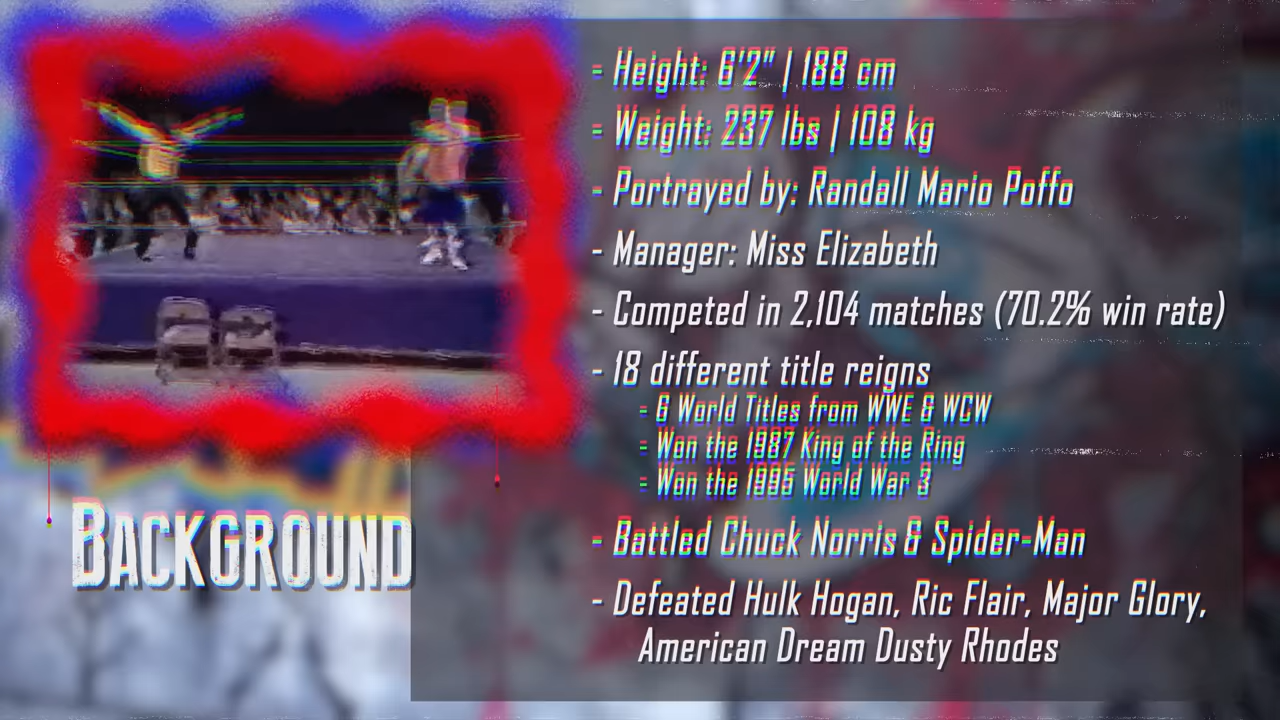 - Height: 6'2" | 188 cm
- Weight: 237 lbs | 108 kg
- Portrayed by: Randall Mario Poffo
- Manager: Miss Elizabeth
- Competed in 2,104 matches (70.2% win rate)
- 18 different title reigns
- 6 World Titles from WWE & WCW
- Won the 1987 King of the Ring
- Won the 1995 World War 3
- Battled Chuck Norris & Spider-Man
- Defeated Hulk Hogan, Ric Flair, Major Glory,
American Dream Dusty Rhodes
BACKGROUND